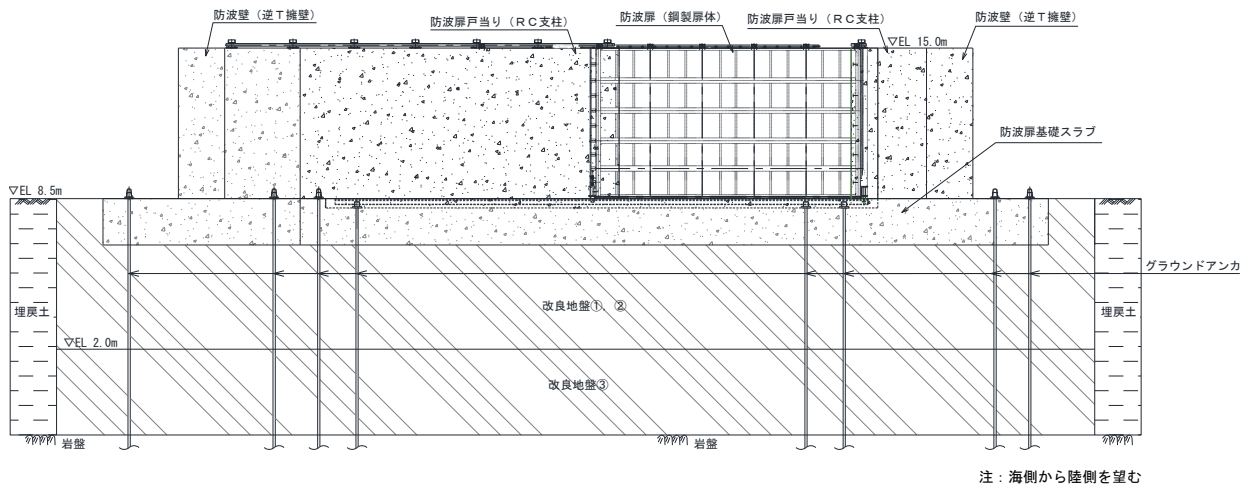 防波壁（逆Ｔ擁壁）
防波扉戸当り（ＲＣ支柱）
防波扉（鋼製扉体）
防波扉戸当り（ＲＣ支柱）
防波壁（逆Ｔ擁壁）
▽EL 15.0m
防波扉基礎スラブ
▽EL 8.5m
グラウンドアンカ
埋戻土
改良地盤①、②
埋戻土
▽EL 2.0m
改良地盤③
岩盤
岩盤
注：海側から陸側を望む